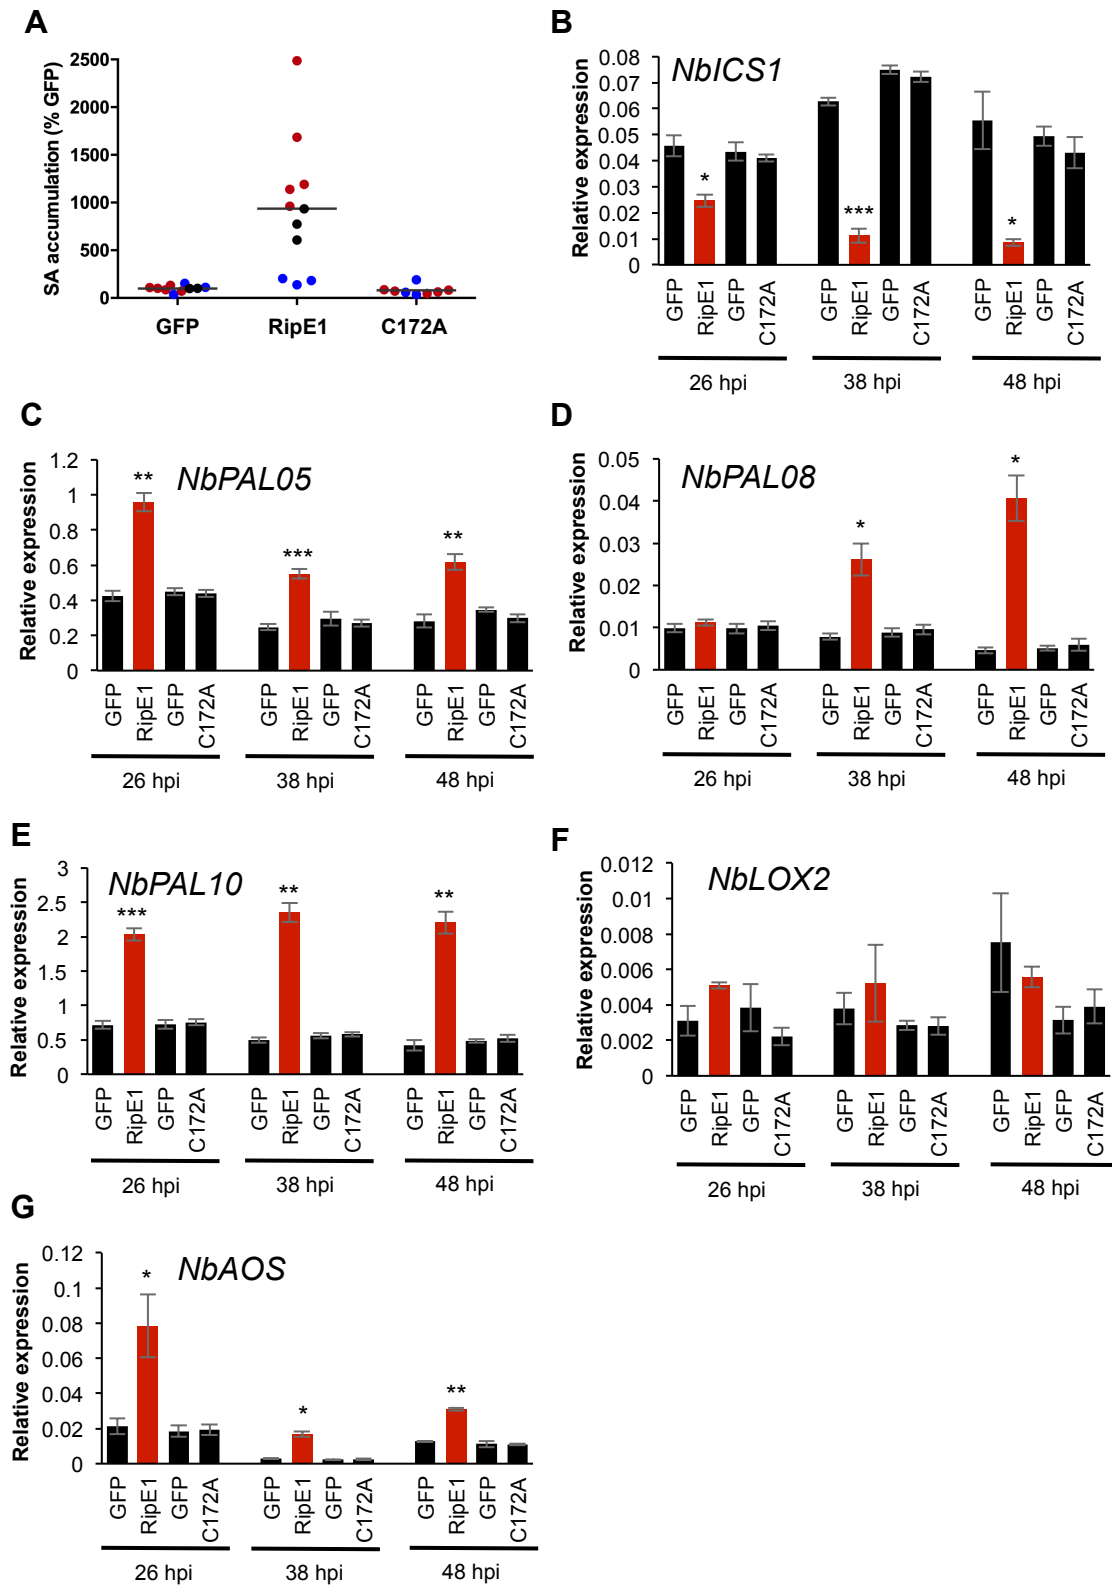 A
SA accumulation (% GFP)
2500
2000
1500
1000
500
0
GFP RipE1 C172A
B
NbICS1
Relative expression
0.08
0.07
0.06
0.05
0.04
0.03
0.02
0.01
0
* *** *
GFP RipE1 GFP C172A GFP RipE1 GFP C172A GFP RipE1 GFP C172A
26 hpi 38 hpi 48 hpi
C
NbPAL05
Relative expression
1.2
1
0.8
0.6
0.4
0.2
0
** *** **
GFP RipE1 GFP C172A GFP RipE1 GFP C172A GFP RipE1 GFP C172A
26 hpi 38 hpi 48 hpi
D
NbPAL08
Relative expression
0.05
0.04
0.03
0.02
0.01
0
* *
GFP RipE1 GFP C172A GFP RipE1 GFP C172A GFP RipE1 GFP C172A
26 hpi 38 hpi 48 hpi
E
NbPAL10
Relative expression
3
2.5
2
1.5
1
0.5
0
*** ** **
GFP RipE1 GFP C172A GFP RipE1 GFP C172A GFP RipE1 GFP C172A
26 hpi 38 hpi 48 hpi
F
NbLOX2
Relative expression
0.012
0.01
0.008
0.006
0.004
0.002
0
GFP RipE1 GFP C172A GFP RipE1 GFP C172A GFP RipE1 GFP C172A
26 hpi 38 hpi 48 hpi
G
NbAOS
Relative expression
0.12
0.1
0.08
0.06
0.04
0.02
0
* * **
GFP RipE1 GFP C172A GFP RipE1 GFP C172A GFP RipE1 GFP C172A
26 hpi 38 hpi 48 hpi